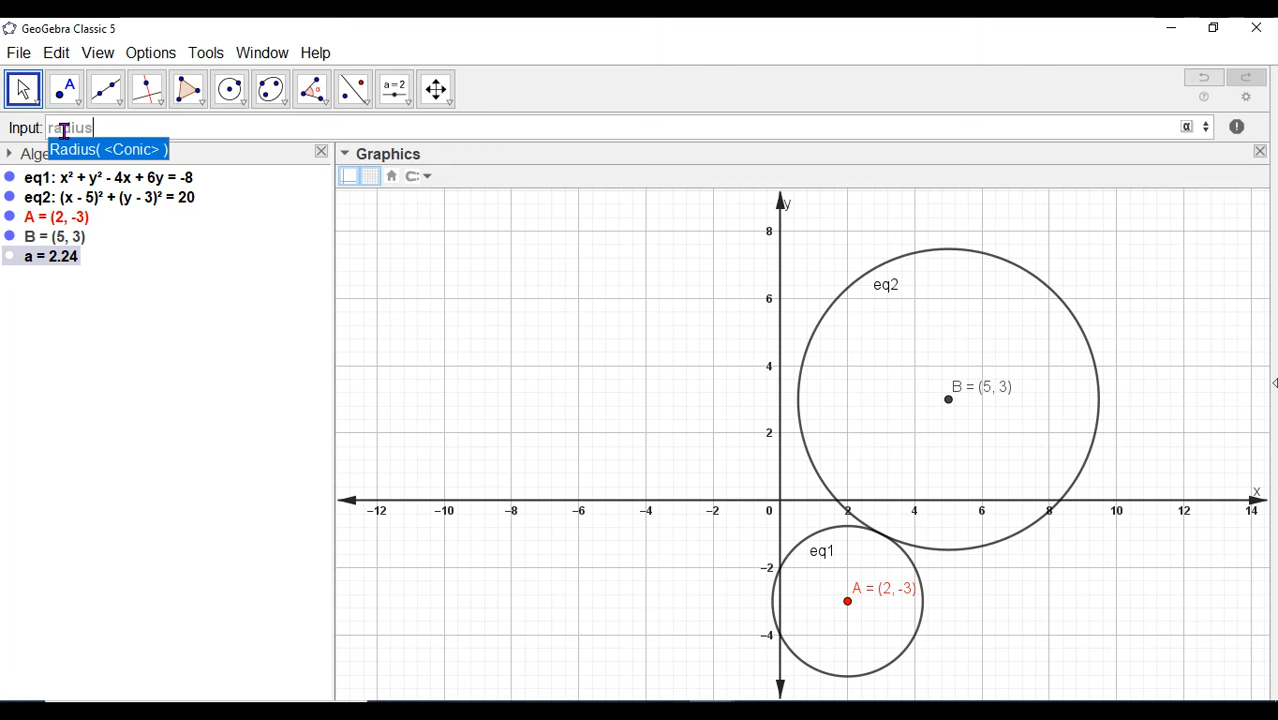 GeoGebra Classic 5
File Edit View Options Tools Window Help
A
α
a=2
Input: radius
α
Radius( <Conic> )
Alge
Graphics
eq1: x² + y² - 4x + 6y = -8
eq2: (x - 5)² + (y - 3)² = 20
A = (2, -3)
B = (5, 3)
a = 2.24
y
8
eq2
6
4
B = (5, 3)
2
x
−12 −10 −8 −6 −4 −2 0 2 4 6 8 10 12 14
eq1
−2
A = (2, -3)
−4